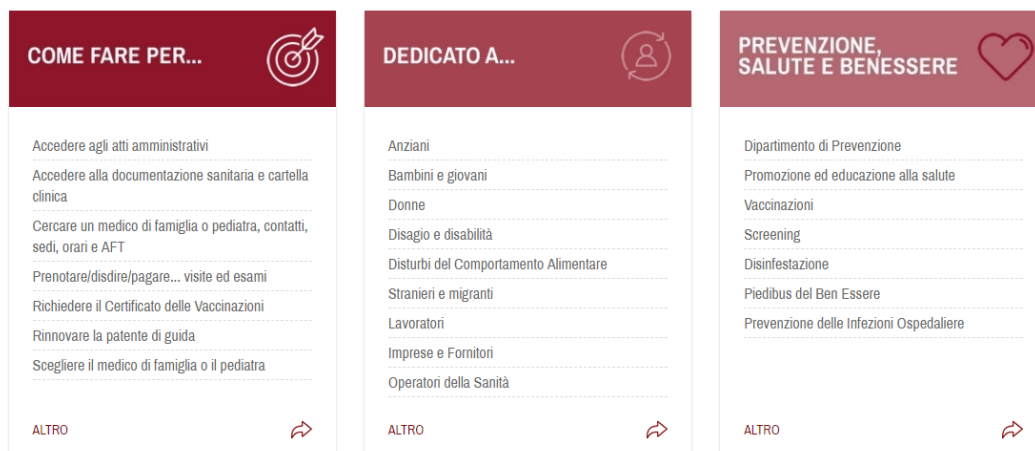 COME FARE PER...
Accedere agli atti amministrativi
Accedere alla documentazione sanitaria e cartella
clinica
Cercare un medico di famiglia o pediatra, contatti,
sedi, orari e AFT
Prenotare/disdire/pagare... visite ed esami
Richiedere il Certificato delle Vaccinazioni
Rinnovare la patente di guida
Scegliere il medico di famiglia o il pediatra
ALTRO
DEDICATO A...
Anziani
Bambini e giovani
Donne
Disagio e disabilità
Disturbi del Comportamento Alimentare
Stranieri e migranti
Lavoratori
Imprese e Fornitori
Operatori della Sanità
ALTRO
PREVENZIONE,
SALUTE E BENESSERE
Dipartimento di Prevenzione
Promozione ed educazione alla salute
Vaccinazioni
Screening
Disinfestazione
Piedibus del Ben Essere
Prevenzione delle Infezioni Ospedaliere
ALTRO